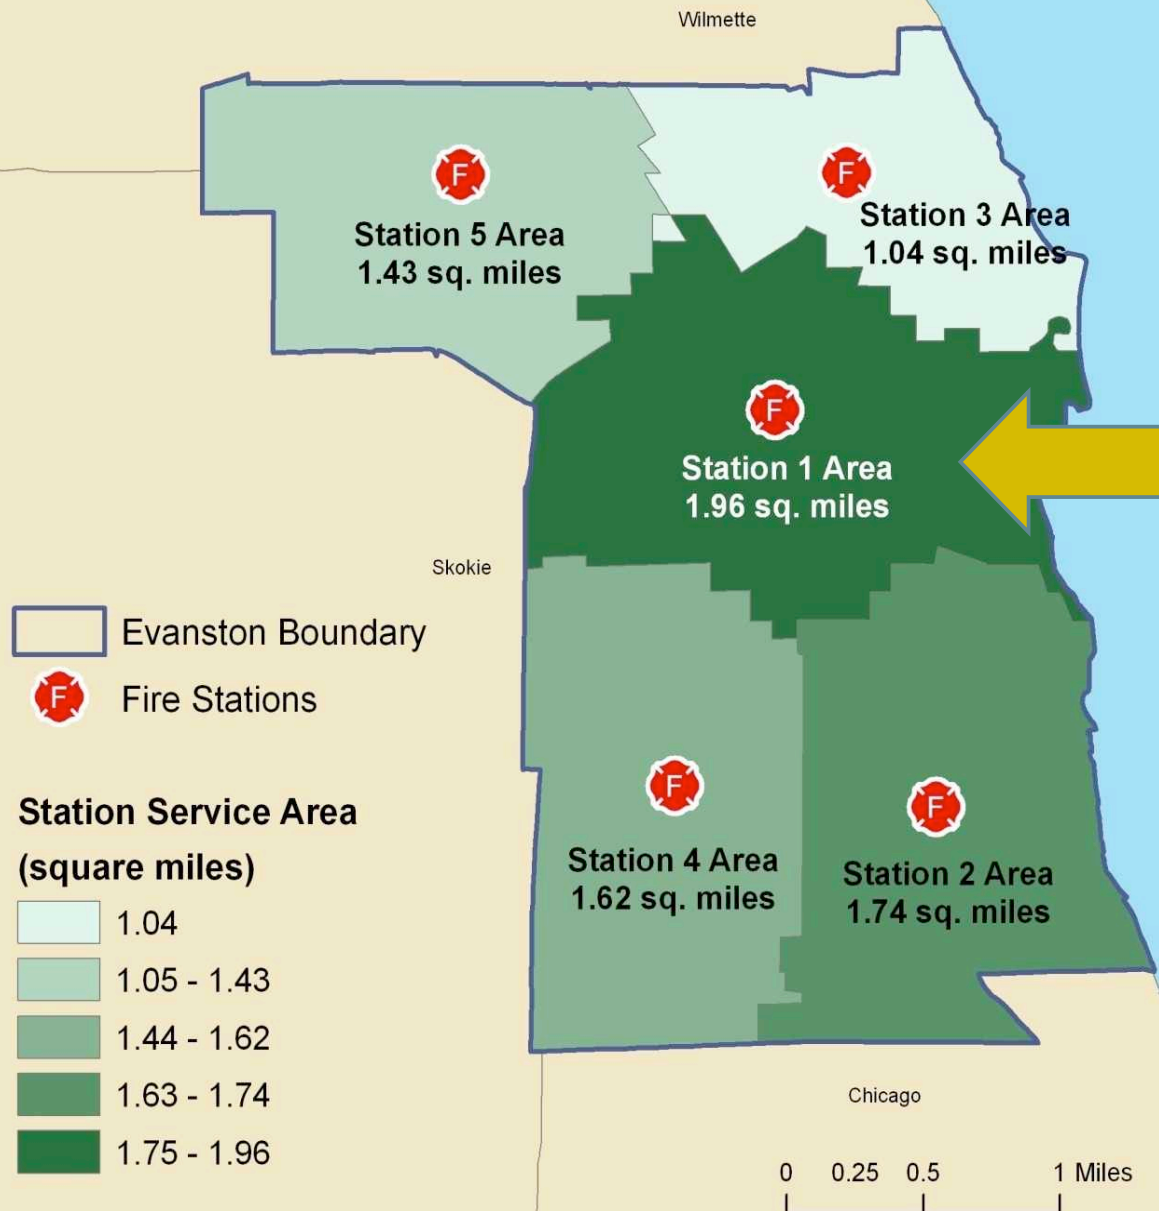 Wilmette
F
F
Station 5 Area
1.43 sq. miles
Station 3 Area
1.04 sq. miles
F
Station 1 Area
1.96 sq. miles
Skokie
Evanston Boundary
F
Fire Stations
F
F
Station 4 Area
1.62 sq. miles
Station 2 Area
1.74 sq. miles
Station Service Area
(square miles)
1.04
1.05 - 1.43
1.44 - 1.62
1.63 - 1.74
1.75 - 1.96
Chicago
0 0.25 0.5 1 Miles